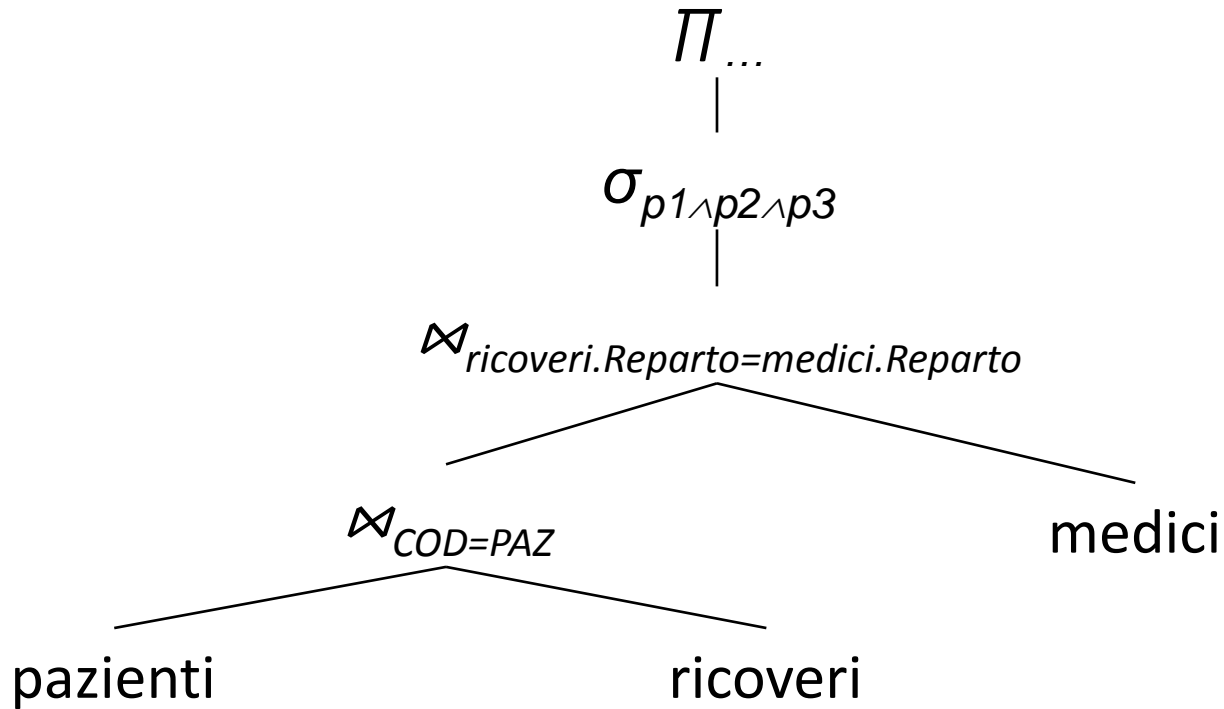 Π...
σp1∧p2∧p3
⋈ricoveri.Reparto=medici.Reparto
⋈COD=PAZ
medici
pazienti ricoveri